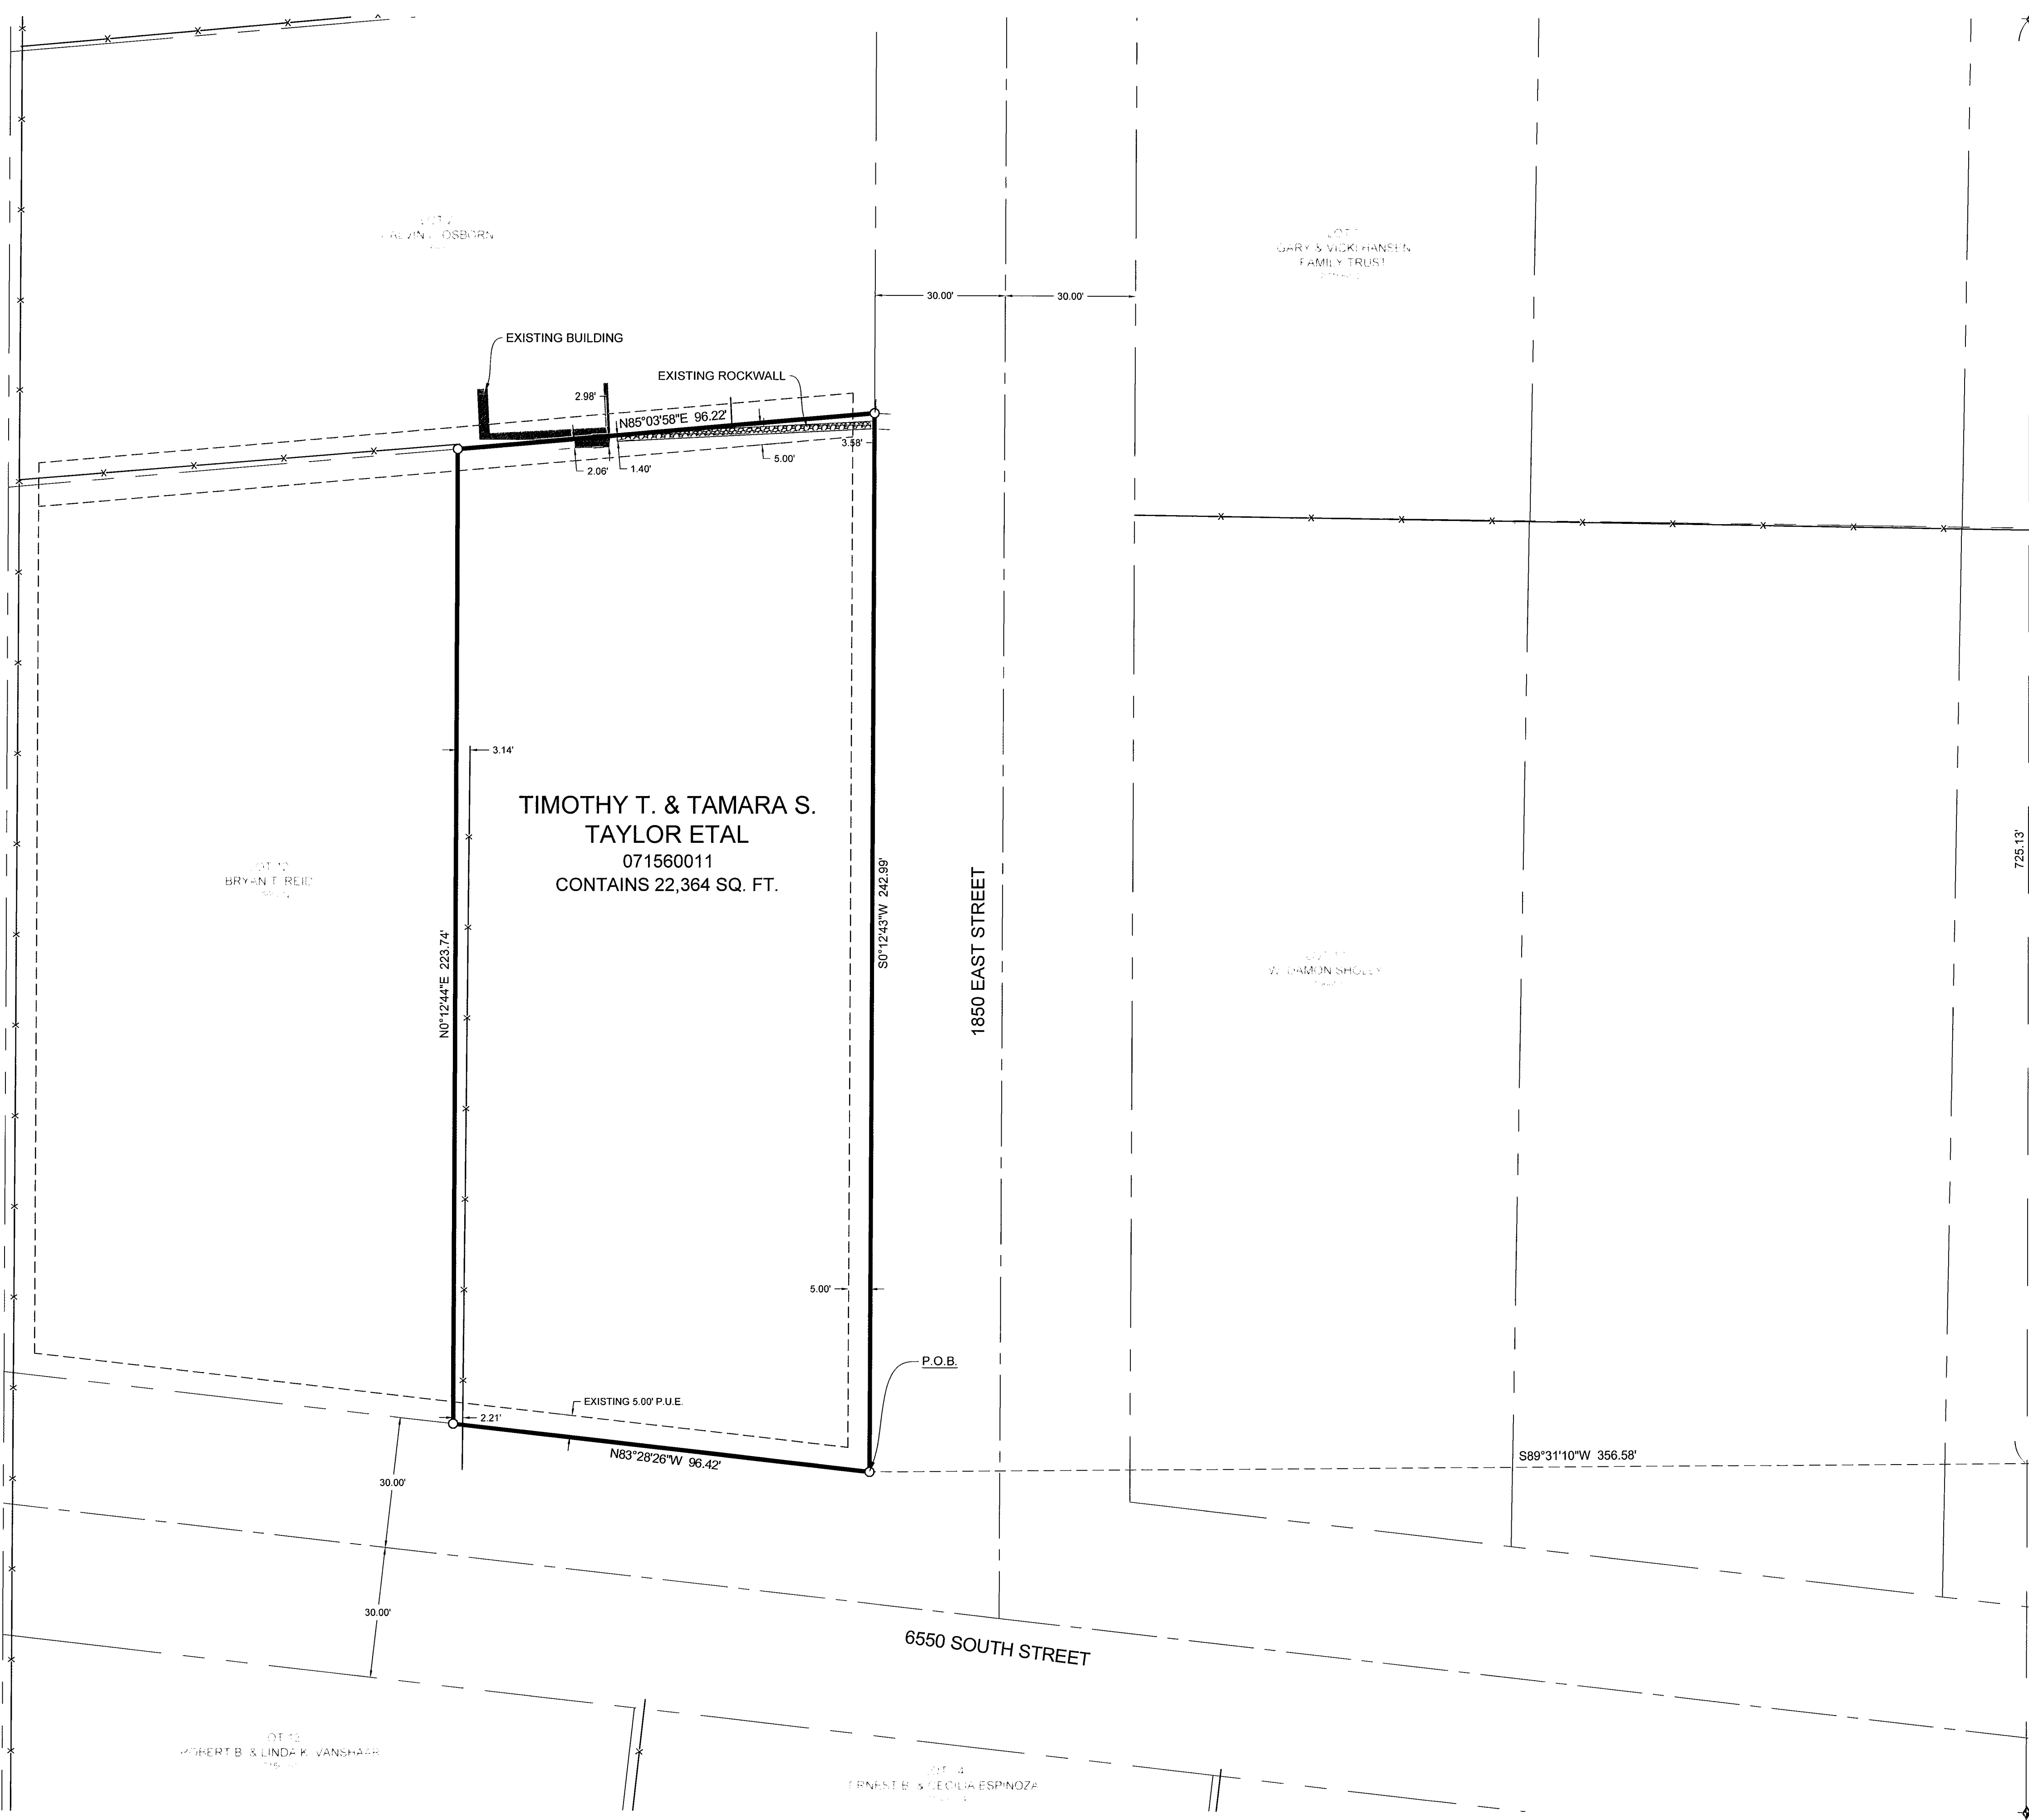 OSBORN
GARY & VICKI HANSEN
FAMILY TRUST
30.00'
30.00'
EXISTING BUILDING
EXISTING ROCKWALL
2.98'
N85°03'58"E 96.22'
3.58'
5.00'
2.06'
1.40'
3.14'
TIMOTHY T. & TAMARA S.
TAYLOR ETAL
071560011
CONTAINS 22,364 SQ. FT.
725.13'
BRYAN T. REID
N0°12'44"E 223.74'
S0°12'43"W 242.99'
1850 EAST STREET
W. DAMON SHOLLY
5.00'
P.O.B.
EXISTING 5.00' P.U.E.
2.21'
N83°28'26"W 96.42'
S89°31'10"W 356.58'
30.00'
30.00'
6550 SOUTH STREET
ROBERT B. & LINDA K. VANSHAAR
ERNEST B. & CECILIA ESPINOZA